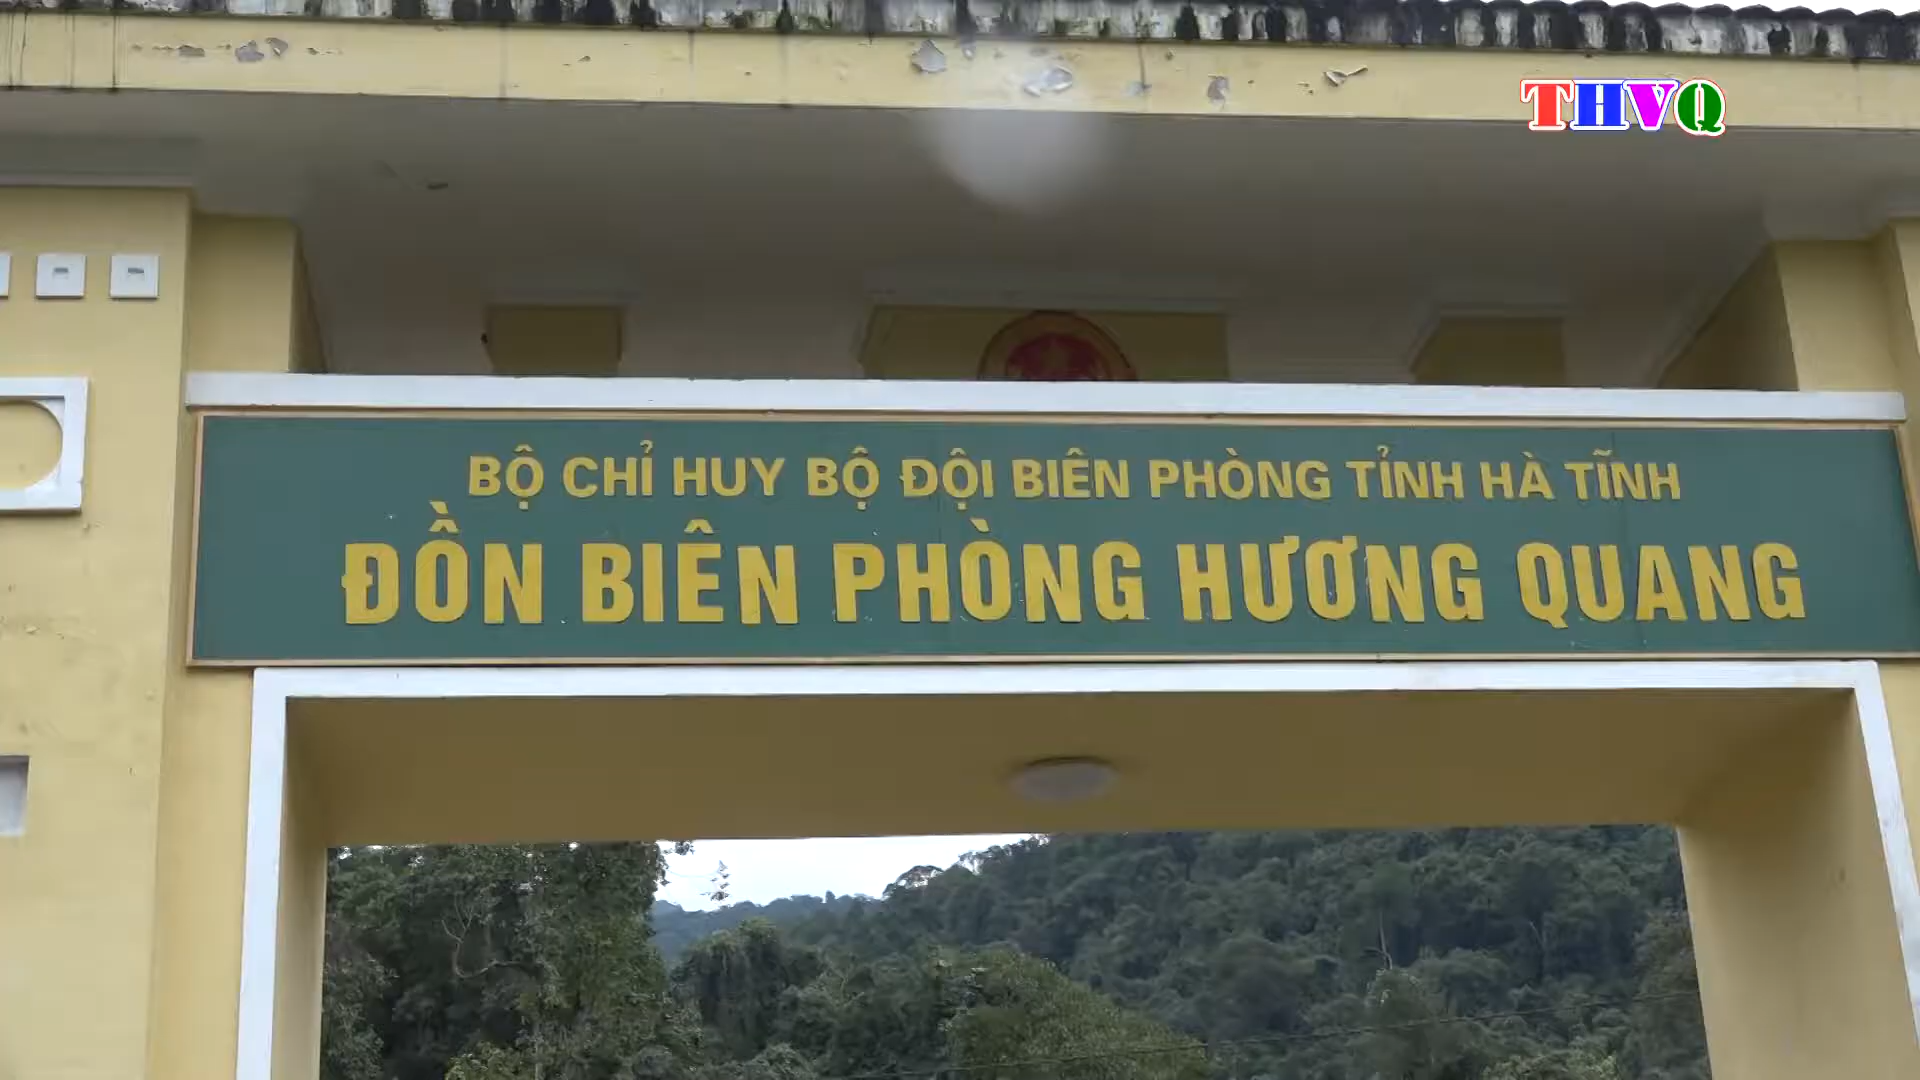 THVQ
BỘ CHỈ HUY BỘ ĐỘI BIÊN PHÒNG TỈNH HÀ TĨNH
ĐỒN BIÊN PHÒNG HƯƠNG QUANG